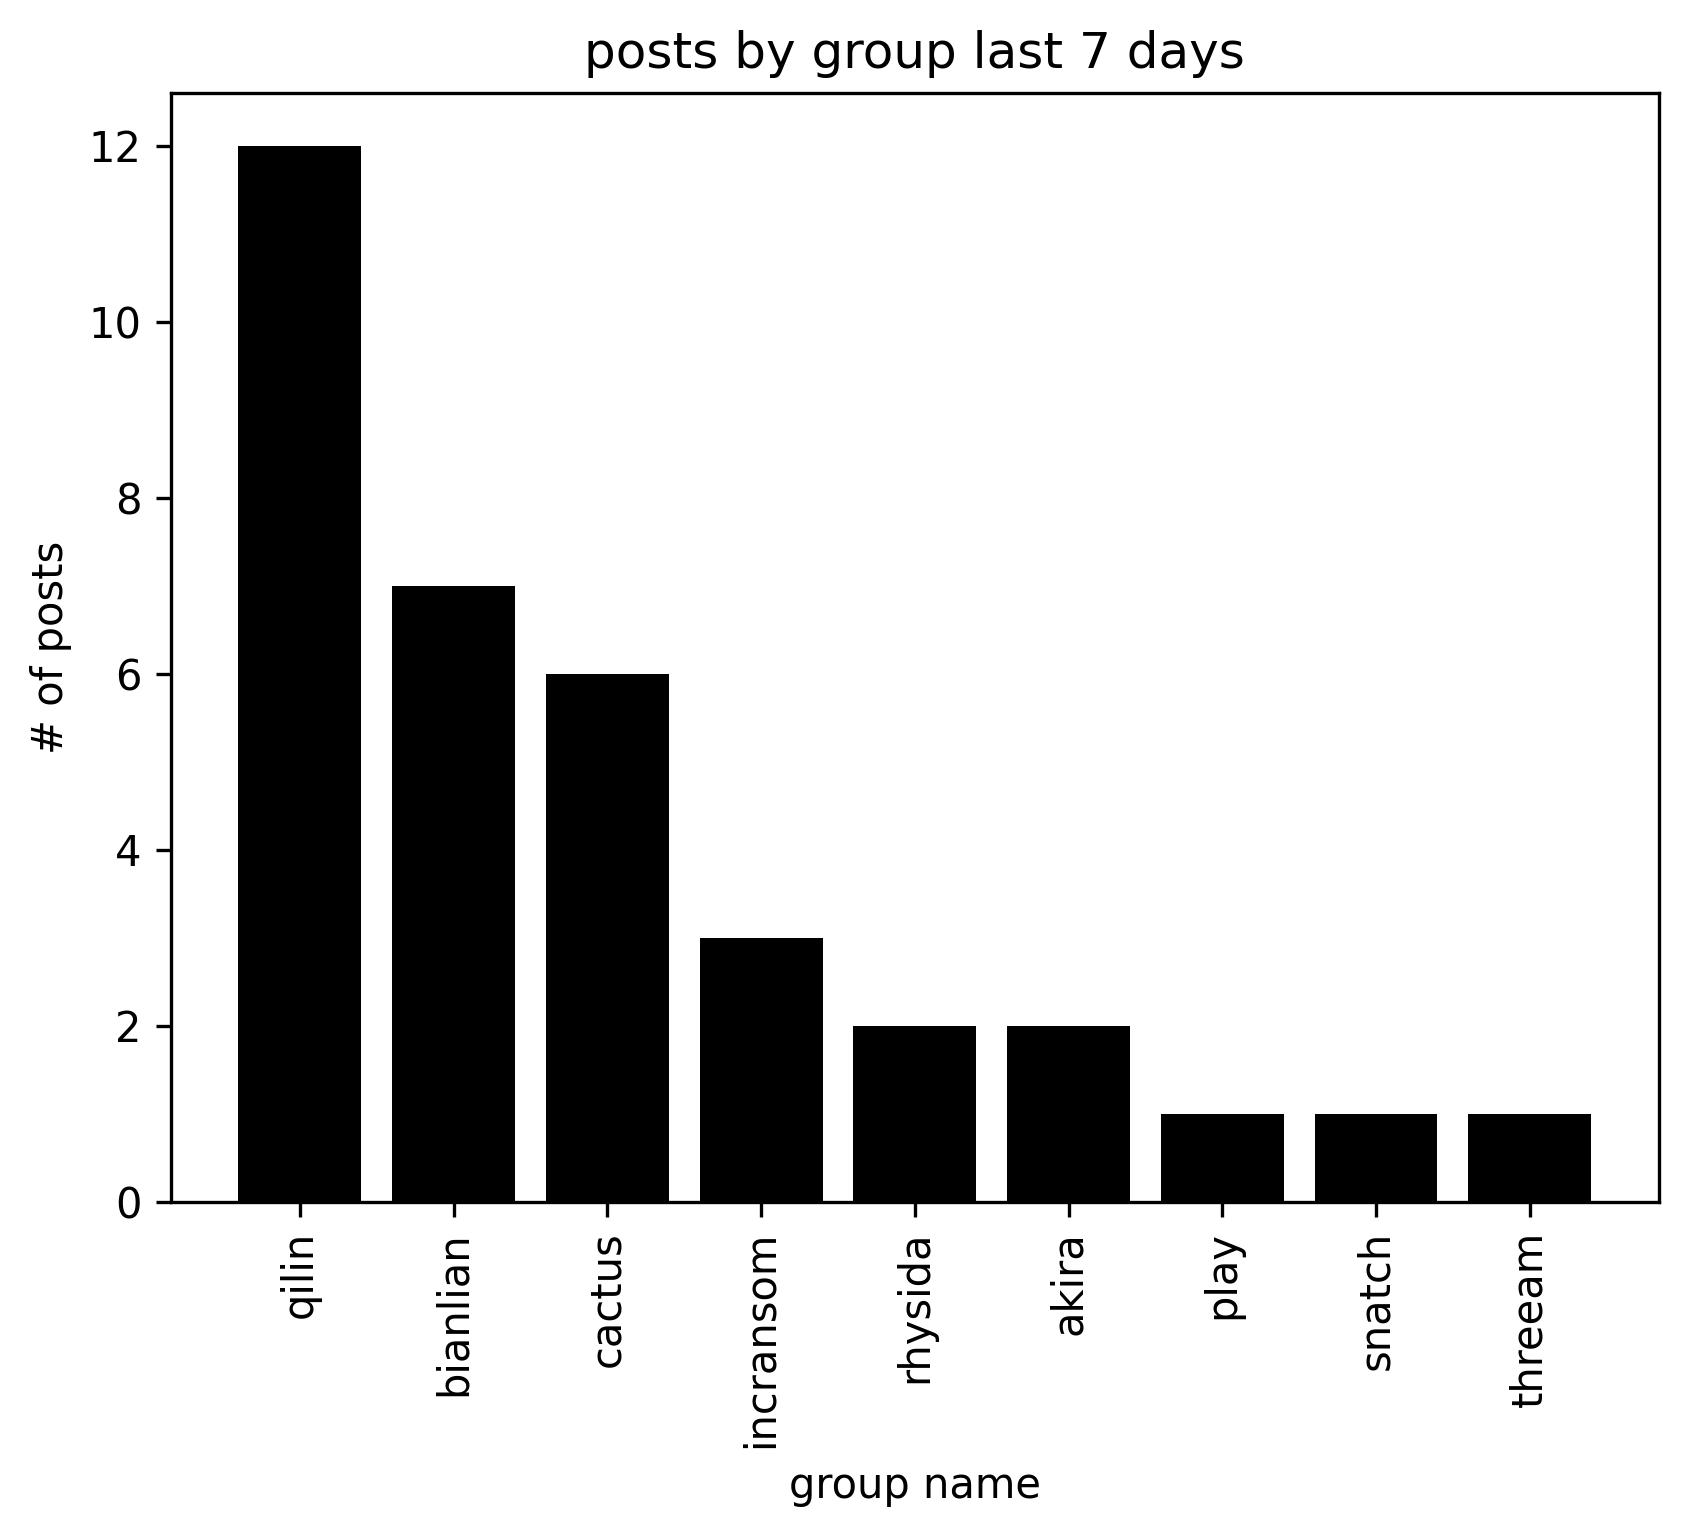 posts by group last 7 days
12
10
8
6
4
2
0
# of posts
qilin
bianlian
cactus
incransom
rhysida
akira
play
snatch
threeam
group name